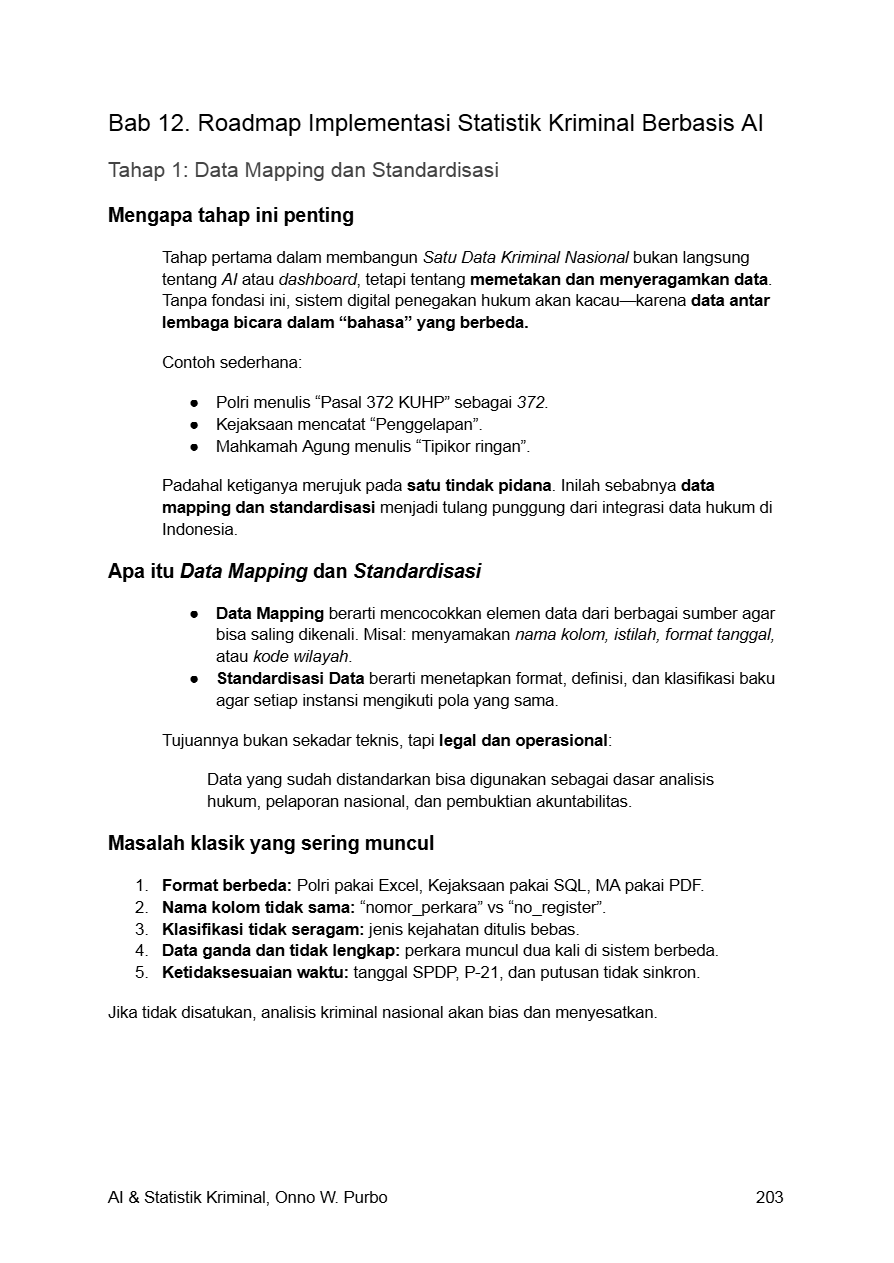 Bab 12. Roadmap Implementasi Statistik Kriminal Berbasis AI
Tahap 1: Data Mapping dan Standardisasi
Mengapa tahap ini penting
Tahap pertama dalam membangun Satu Data Kriminal Nasional bukan langsung
tentang AI atau dashboard, tetapi tentang memetakan dan menyeragamkan data.
Tanpa fondasi ini, sistem digital penegakan hukum akan kacau—karena data antar
lembaga bicara dalam “bahasa” yang berbeda.
Contoh sederhana:
● Polri menulis “Pasal 372 KUHP” sebagai 372.
● Kejaksaan mencatat “Penggelapan”.
● Mahkamah Agung menulis “Tipikor ringan”.
Padahal ketiganya merujuk pada satu tindak pidana. Inilah sebabnya data
mapping dan standardisasi menjadi tulang punggung dari integrasi data hukum di
Indonesia.
Apa itu Data Mapping dan Standardisasi
● Data Mapping berarti mencocokkan elemen data dari berbagai sumber agar
bisa saling dikenali. Misal: menyamakan nama kolom, istilah, format tanggal,
atau kode wilayah.
● Standardisasi Data berarti menetapkan format, definisi, dan klasifikasi baku
agar setiap instansi mengikuti pola yang sama.
Tujuannya bukan sekadar teknis, tapi legal dan operasional:
Data yang sudah distandarkan bisa digunakan sebagai dasar analisis
hukum, pelaporan nasional, dan pembuktian akuntabilitas.
Masalah klasik yang sering muncul
1. Format berbeda: Polri pakai Excel, Kejaksaan pakai SQL, MA pakai PDF.
2. Nama kolom tidak sama: “nomor_perkara” vs “no_register”.
3. Klasifikasi tidak seragam: jenis kejahatan ditulis bebas.
4. Data ganda dan tidak lengkap: perkara muncul dua kali di sistem berbeda.
5. Ketidaksesuaian waktu: tanggal SPDP, P-21, dan putusan tidak sinkron.
Jika tidak disatukan, analisis kriminal nasional akan bias dan menyesatkan.
AI & Statistik Kriminal, Onno W. Purbo 203